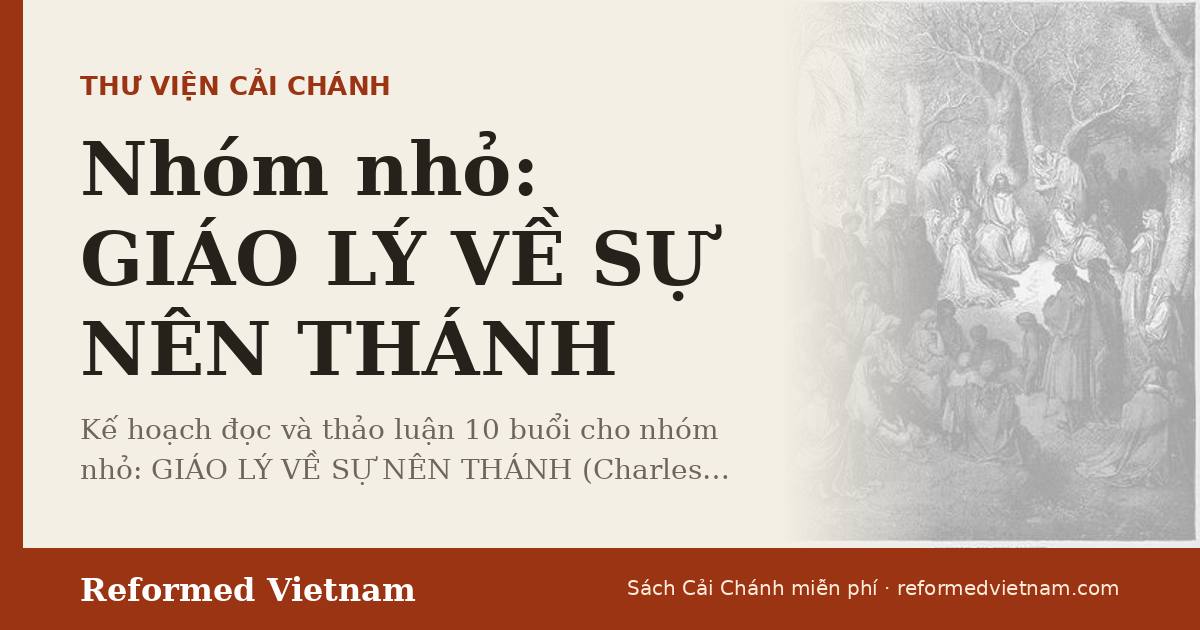 THƯ VIỆN CẢI CHÁNH
Nhóm nhỏ:
GIÁO LÝ VỀ SỰ
NÊN THÁNH
Kế hoạch đọc và thảo luận 10 buổi cho nhóm
nhỏ: GIÁO LÝ VỀ SỰ NÊN THÁNH (Charles…
Reformed Vietnam
Sách Cải Chánh miễn phí · reformedvietnam.com